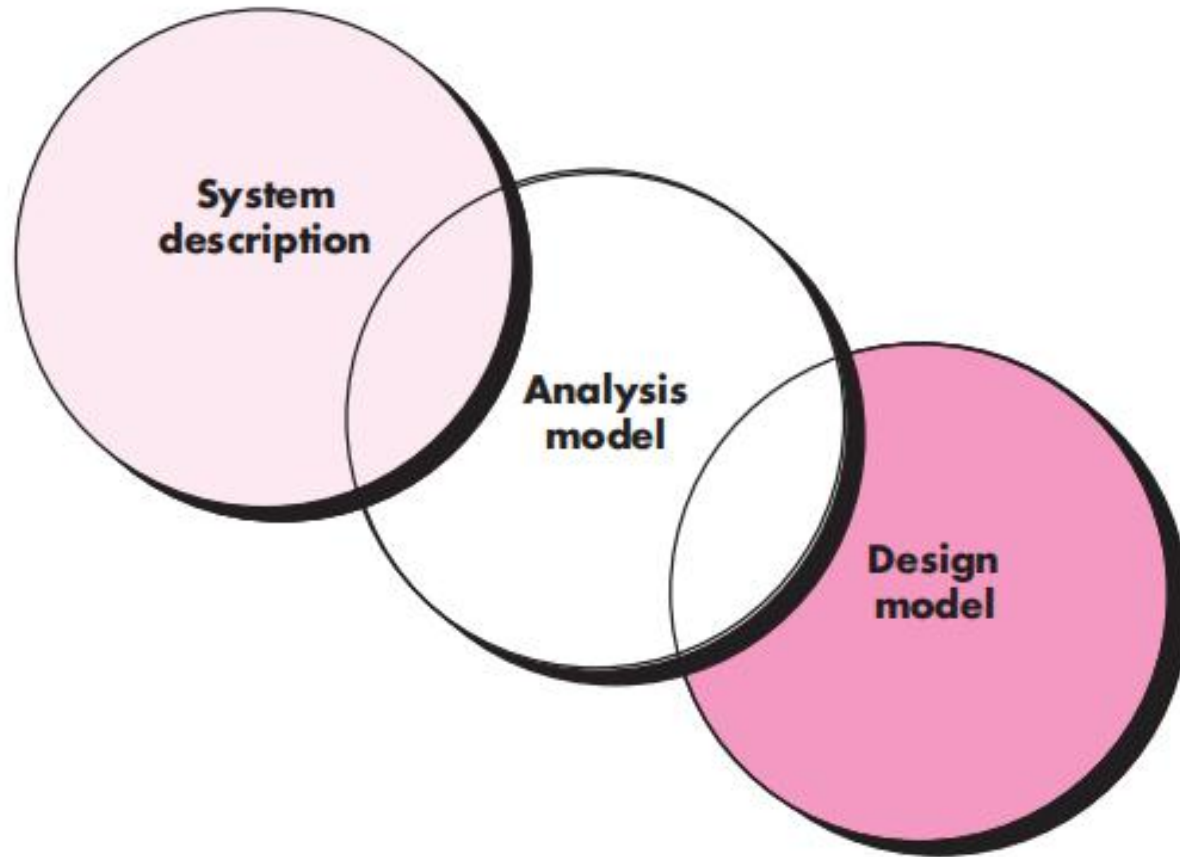 System
description
Analysis
model
Design
model